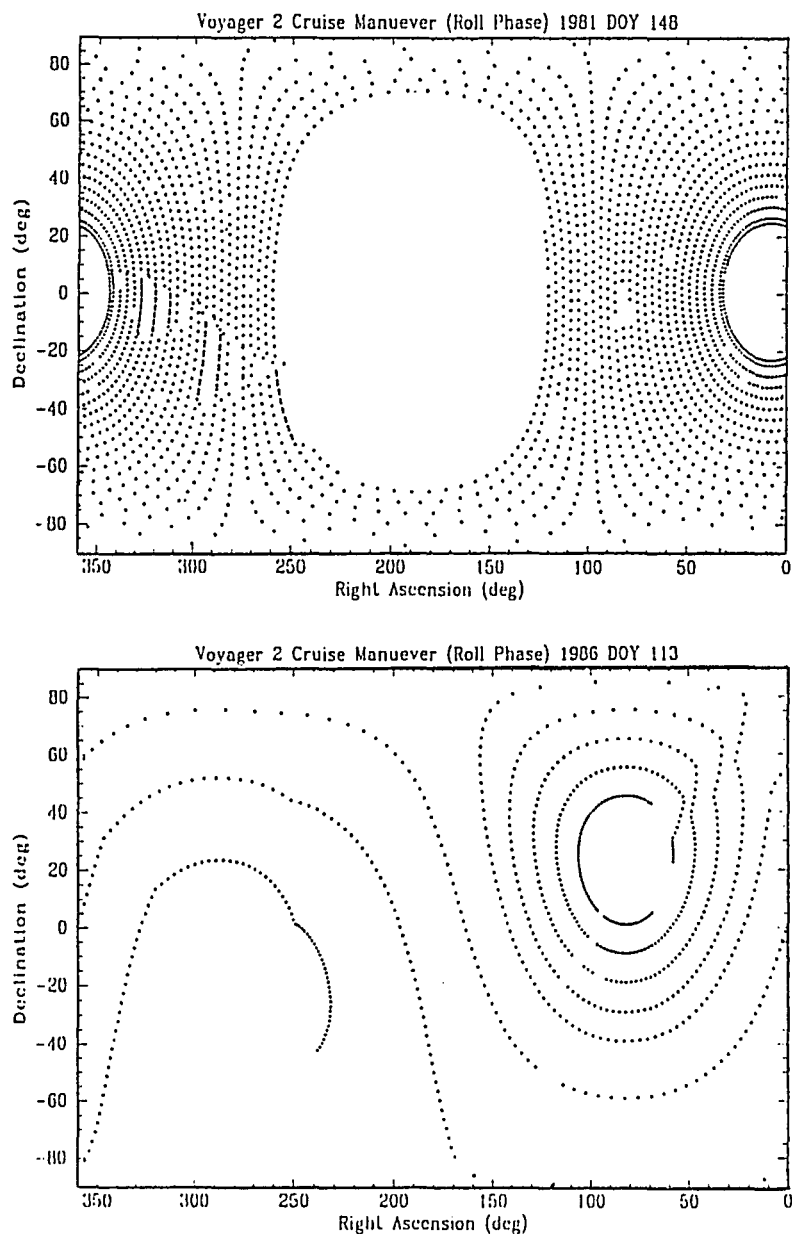 Voyager 2 Cruise Manuever (Roll Phase) 1981 DOY 148
80
60
40
20
0
-20
-40
-60
-80
Declination (deg)
350 300 250 200 150 100 50 0
Right Ascension (deg)
Voyager 2 Cruise Manuever (Roll Phase) 1986 DOY 113
80
60
40
20
0
-20
-40
-60
-80
Declination (deg)
350 300 250 200 150 100 50 0
Right Ascension (deg)